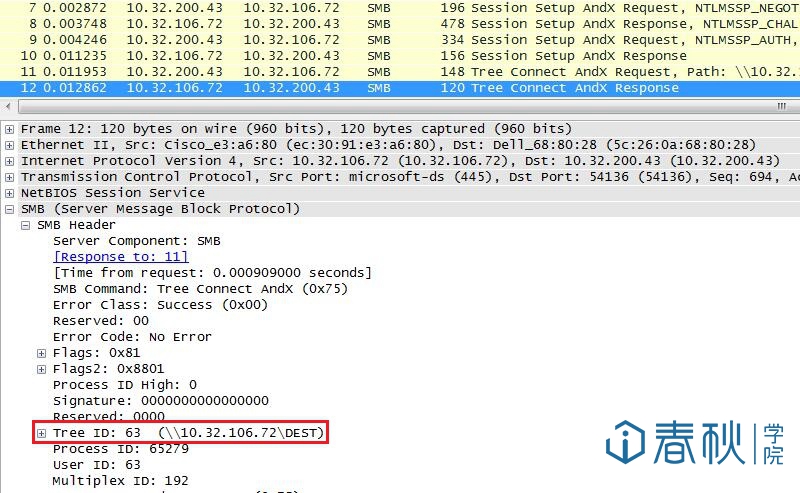 7 0.002872 10.32.200.43 10.32.106.72 SMB 196 Session Setup AndX Request, NTLMSSP_NEGOT
8 0.003748 10.32.106.72 10.32.200.43 SMB 478 Session Setup AndX Response, NTLMSSP_CHAL
9 0.004246 10.32.200.43 10.32.106.72 SMB 334 Session Setup AndX Request, NTLMSSP_AUTH,
10 0.011235 10.32.106.72 10.32.200.43 SMB 156 Session Setup AndX Response
11 0.011953 10.32.200.43 10.32.106.72 SMB 148 Tree Connect AndX Request, Path: \\10.32.
12 0.012862 10.32.106.72 10.32.200.43 SMB 120 Tree Connect AndX Response
Frame 12: 120 bytes on wire (960 bits), 120 bytes captured (960 bits)
Ethernet II, Src: Cisco_e3:a6:80 (ec:30:91:e3:a6:80), Dst: Dell_68:80:28 (5c:26:0a:68:80:28)
Internet Protocol Version 4, Src: 10.32.106.72 (10.32.106.72), Dst: 10.32.200.43 (10.32.200.43)
Transmission Control Protocol, Src Port: microsoft-ds (445), Dst Port: 54136 (54136), Seq: 694, Ac
NetBIOS Session Service
SMB (Server Message Block Protocol)
SMB Header
Server Component: SMB
[Response to: 11]
[Time from request: 0.000909000 seconds]
SMB Command: Tree Connect AndX (0x75)
Error Class: Success (0x00)
Reserved: 00
Error Code: No Error
Flags: 0x81
Flags2: 0x8801
Process ID High: 0
Signature: 0000000000000000
Reserved: 0000
Tree ID: 63 (\\10.32.106.72\DEST)
Process ID: 65279
User ID: 63
Multiplex ID: 192
春秋 学院